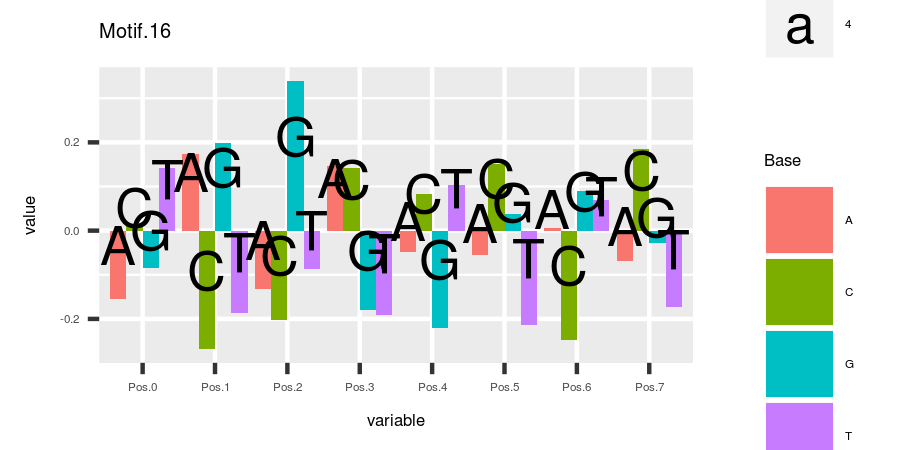 Motif.16
a 4
value
0.2
0.0
-0.2
A C G T A C G T A C G T A C G T A C G T A C G T A C G T A C G T
Pos.0 Pos.1 Pos.2 Pos.3 Pos.4 Pos.5 Pos.6 Pos.7
variable
Base
A
C
G
T